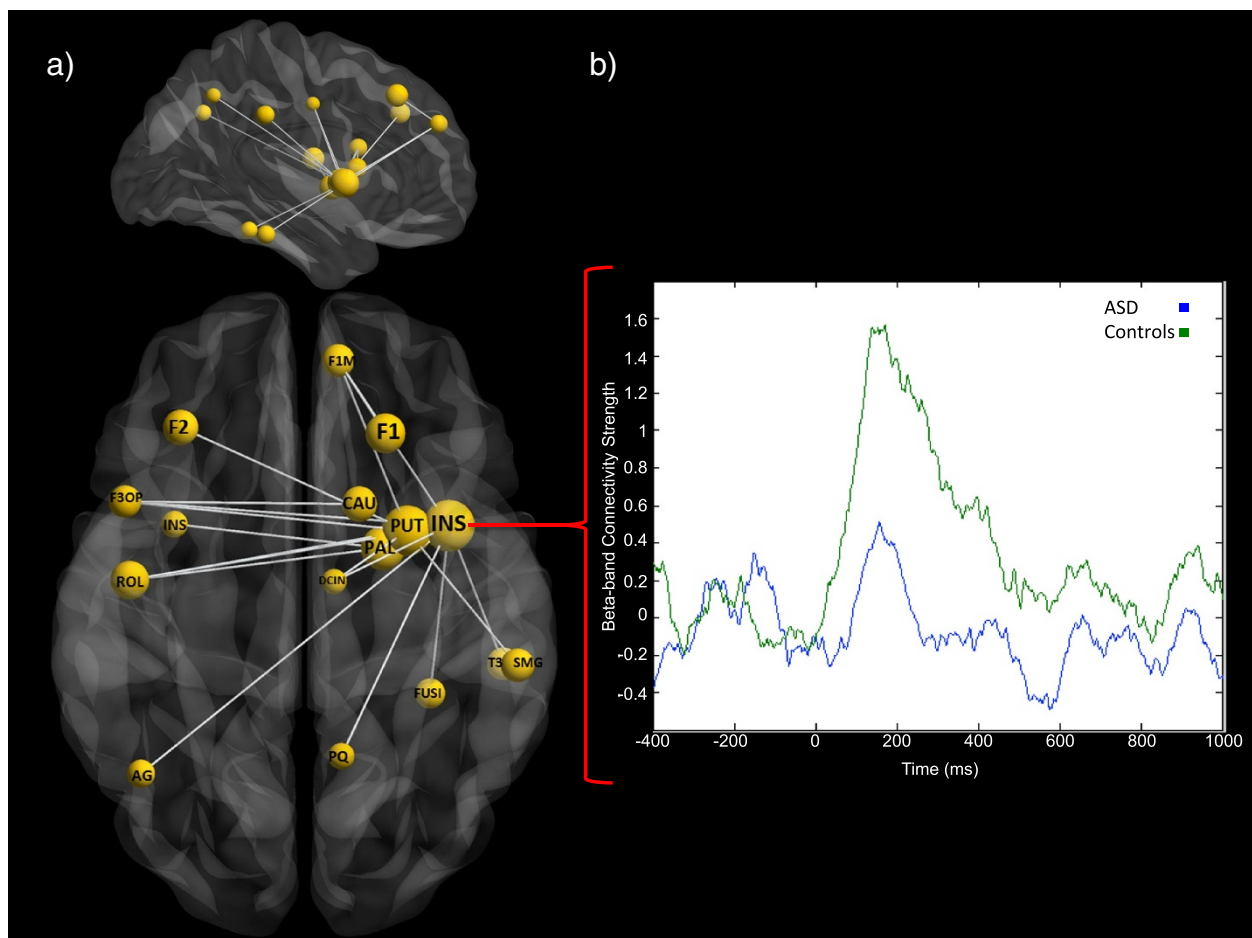 a)
b)
F1M
F2
F1
F3OP
CAU
INS
PUT
INS
PAL
ROL
DCIN
T3
SMG
FUSI
PQ
AG
ASD
Controls
Beta-band Connectivity Strength
1.6
1.4
1.2
1
0.8
0.6
0.4
0.2
0
-0.2
-0.4
-400
-200
0
200
400
600
800
1000
Time (ms)